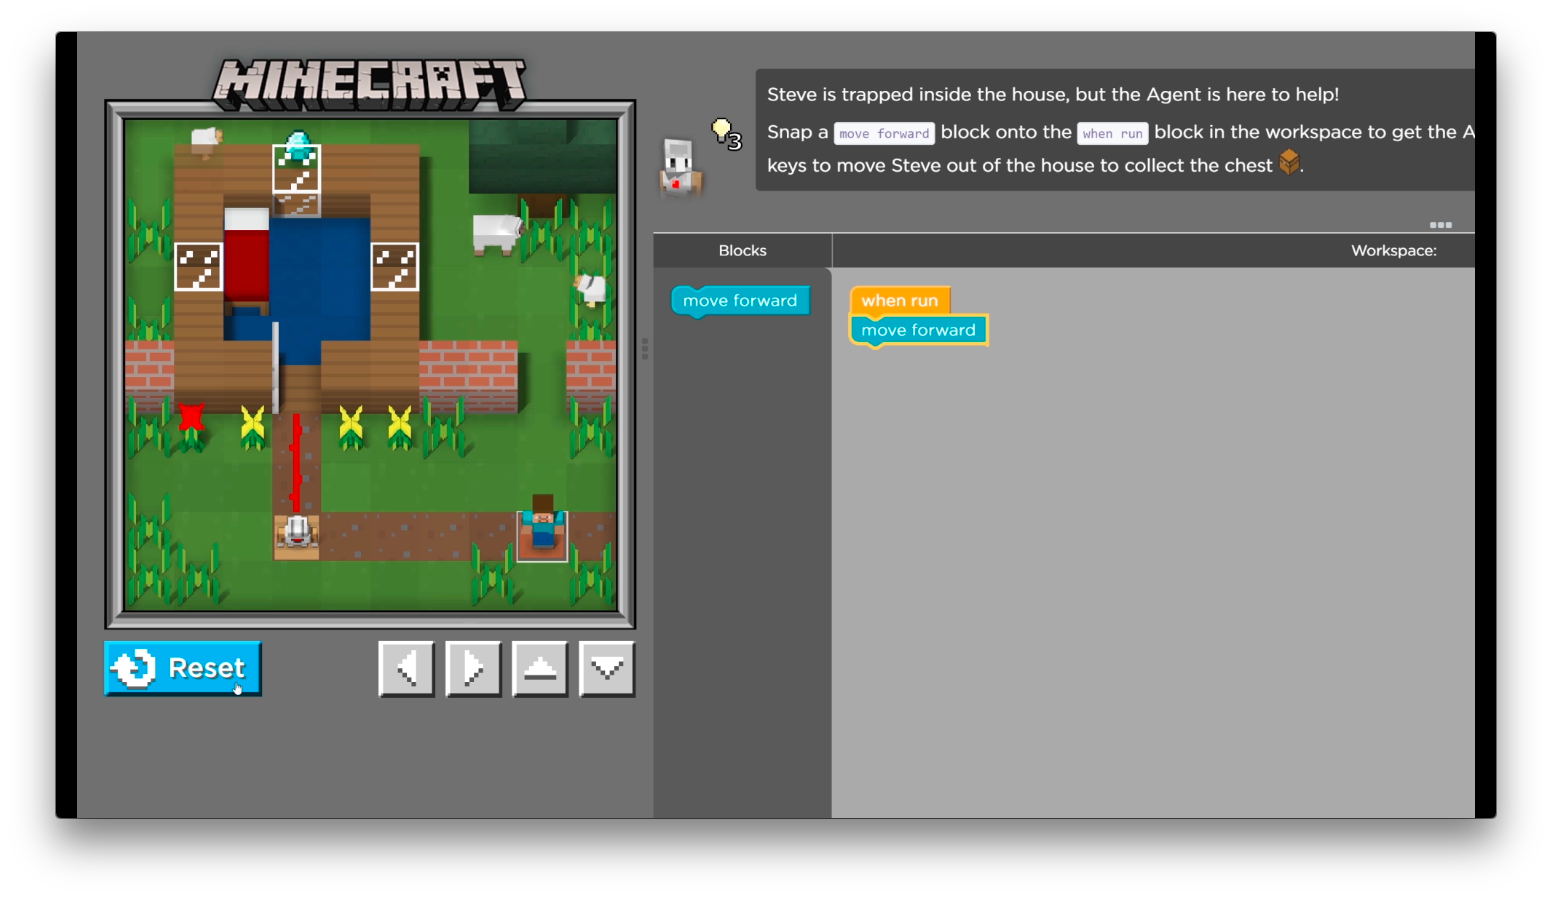 MINECRAFT
3
Steve is trapped inside the house, but the Agent is here to help!
Snap a move forward block onto the when run block in the workspace to get the A
keys to move Steve out of the house to collect the chest .
Blocks
Workspace:
move forward
when run
move forward
Reset